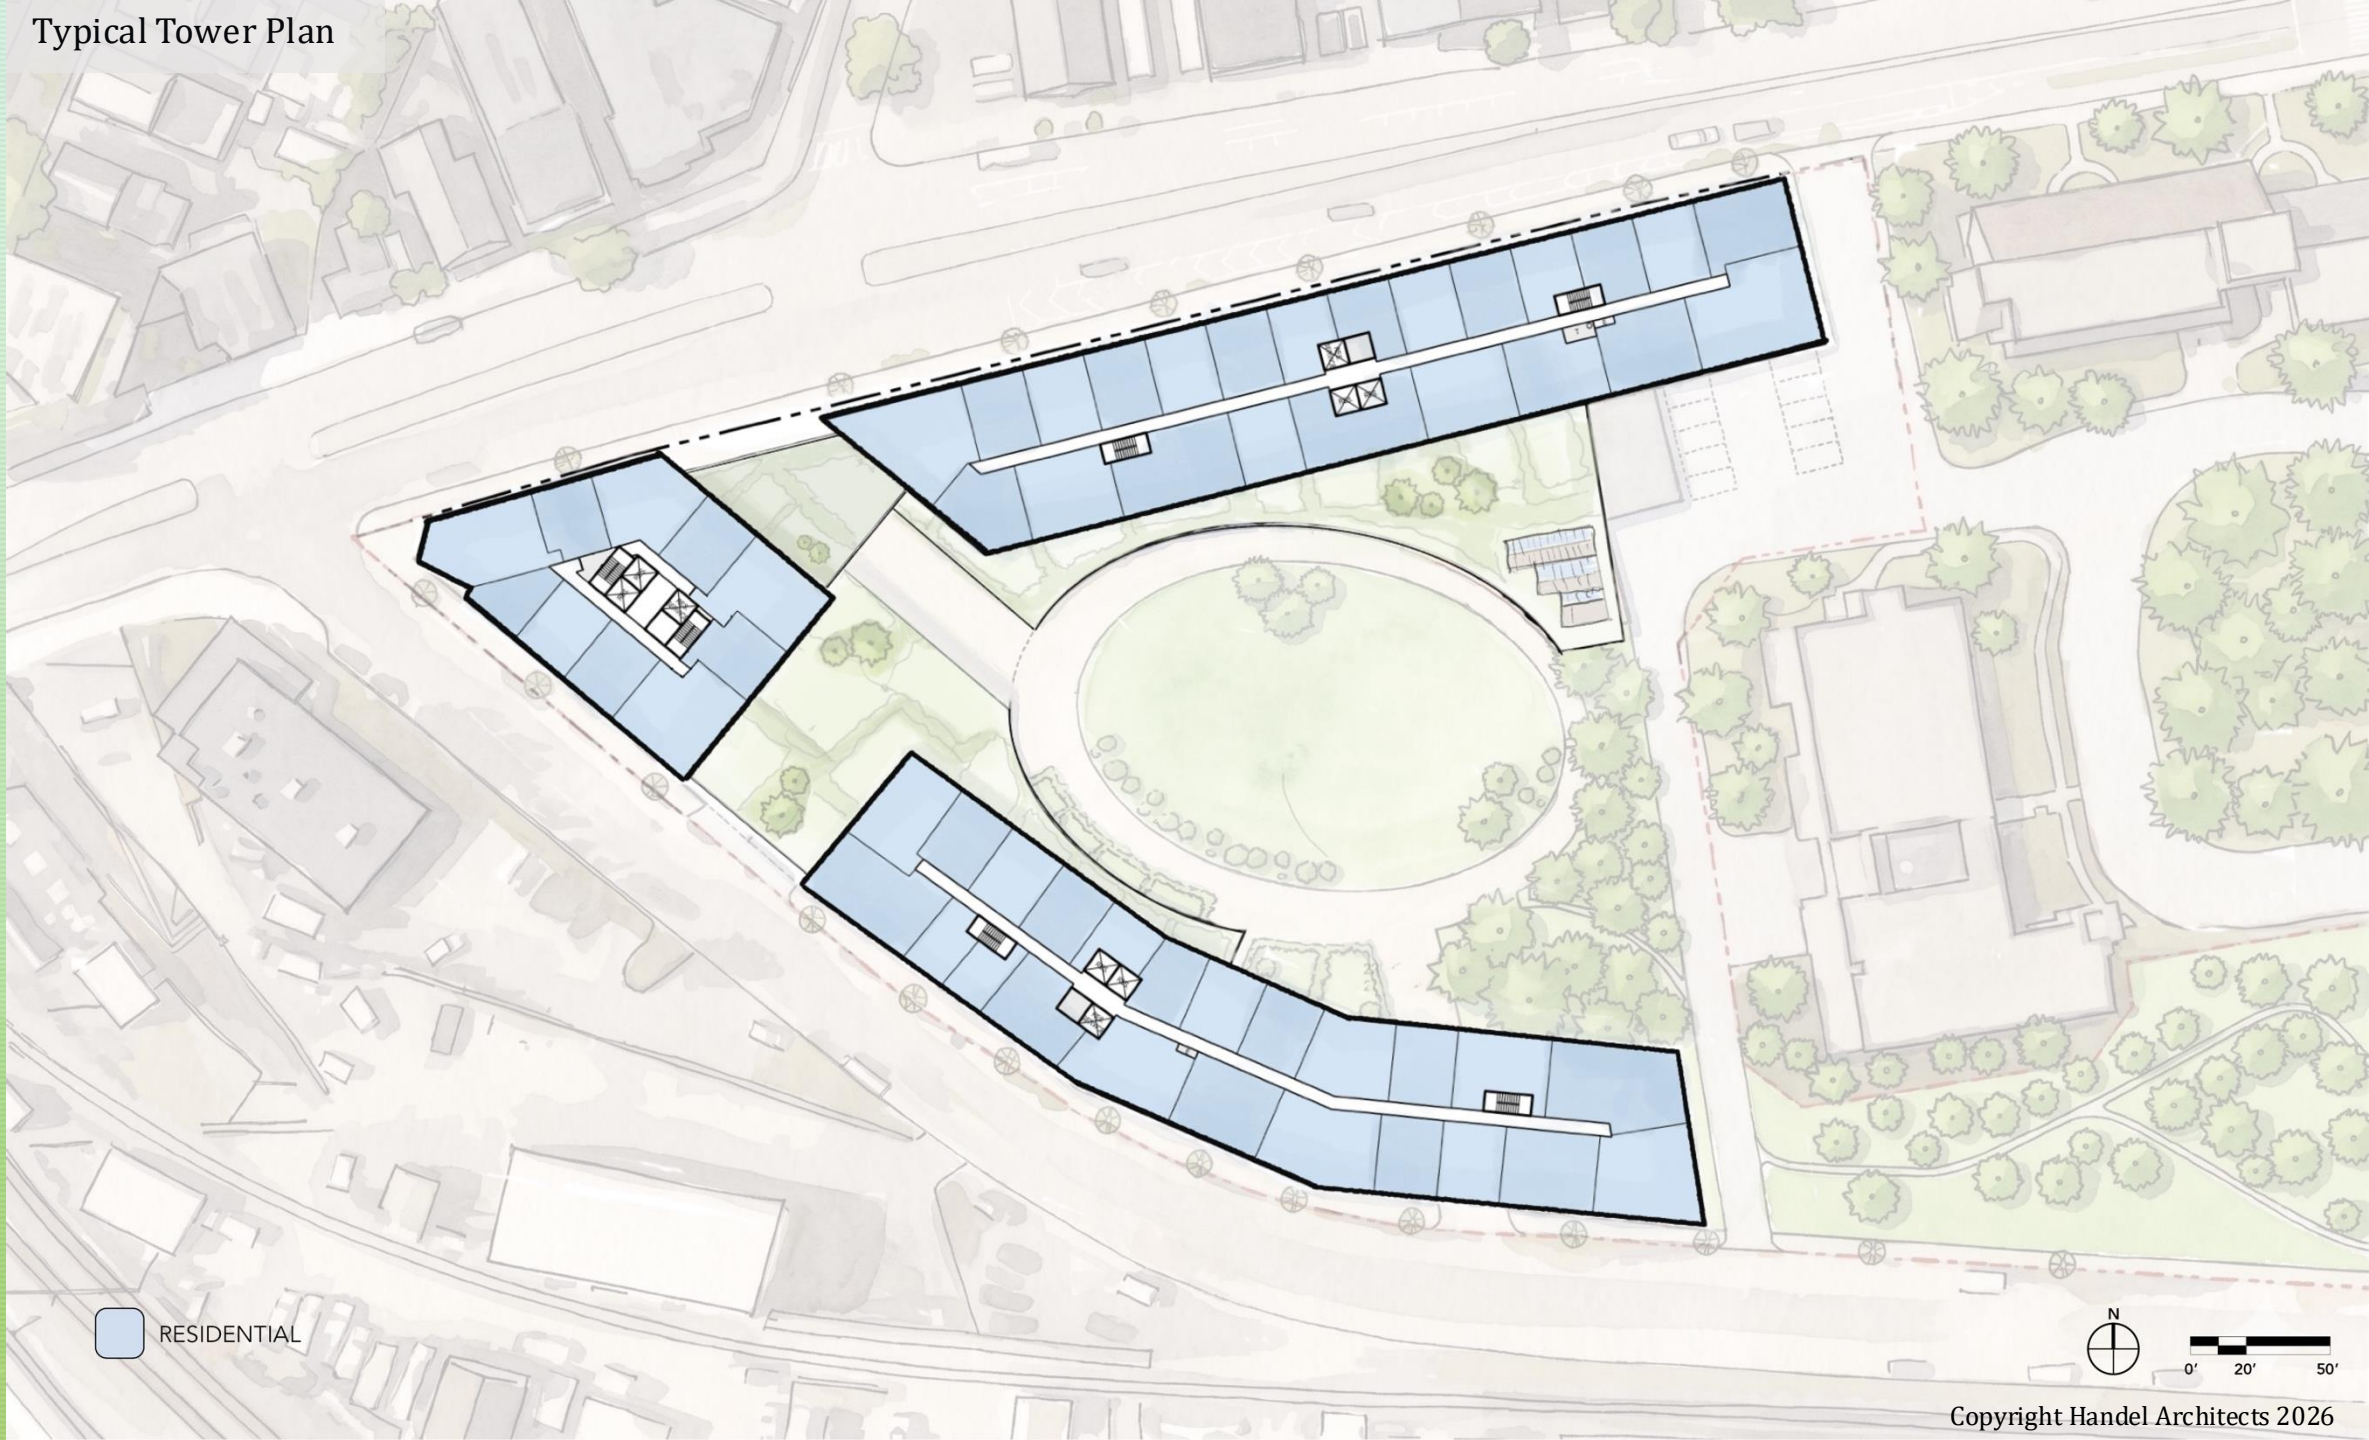 Typical Tower Plan
RESIDENTIAL
N
0' 20' 50'
Copyright Handel Architects 2026